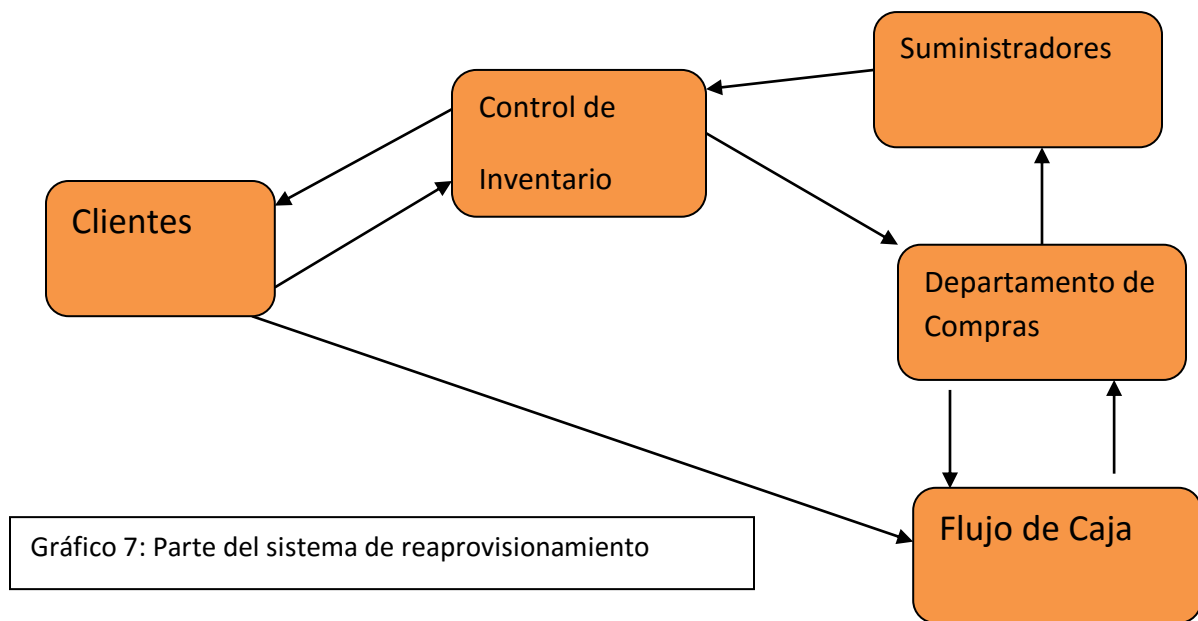 Suministradores
Control de
Inventario
Clientes
Departamento de
Compras
Flujo de Caja
Gráfico 7: Parte del sistema de reaprovisionamiento